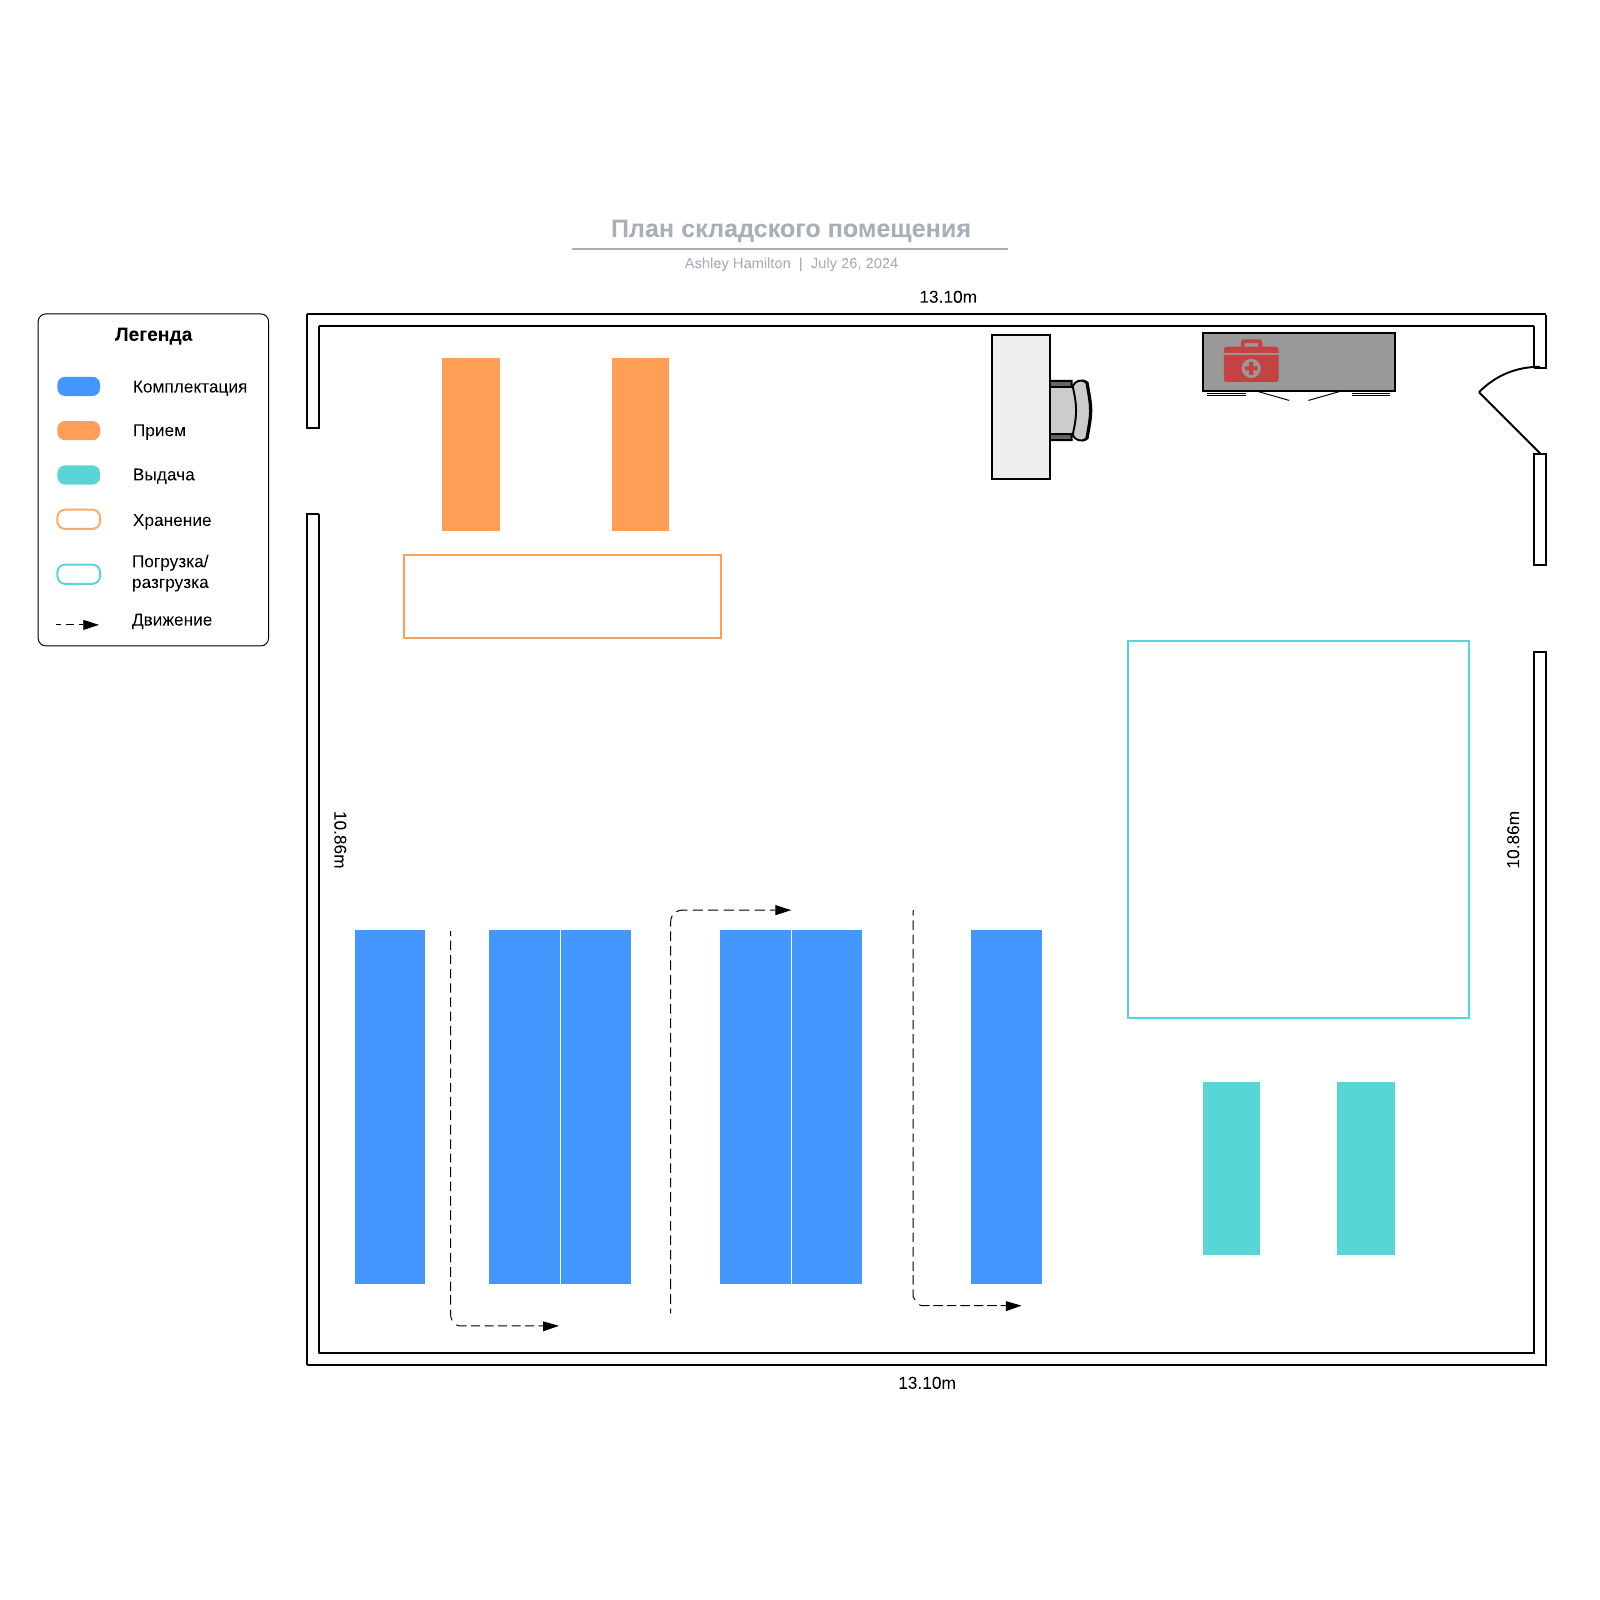 План складского помещения
Ashley Hamilton | July 26, 2024
13.10m
Легенда
Комплектация
Прием
Выдача
Хранение
Погрузка/
разгрузка
Движение
10.86m
10.86m
13.10m